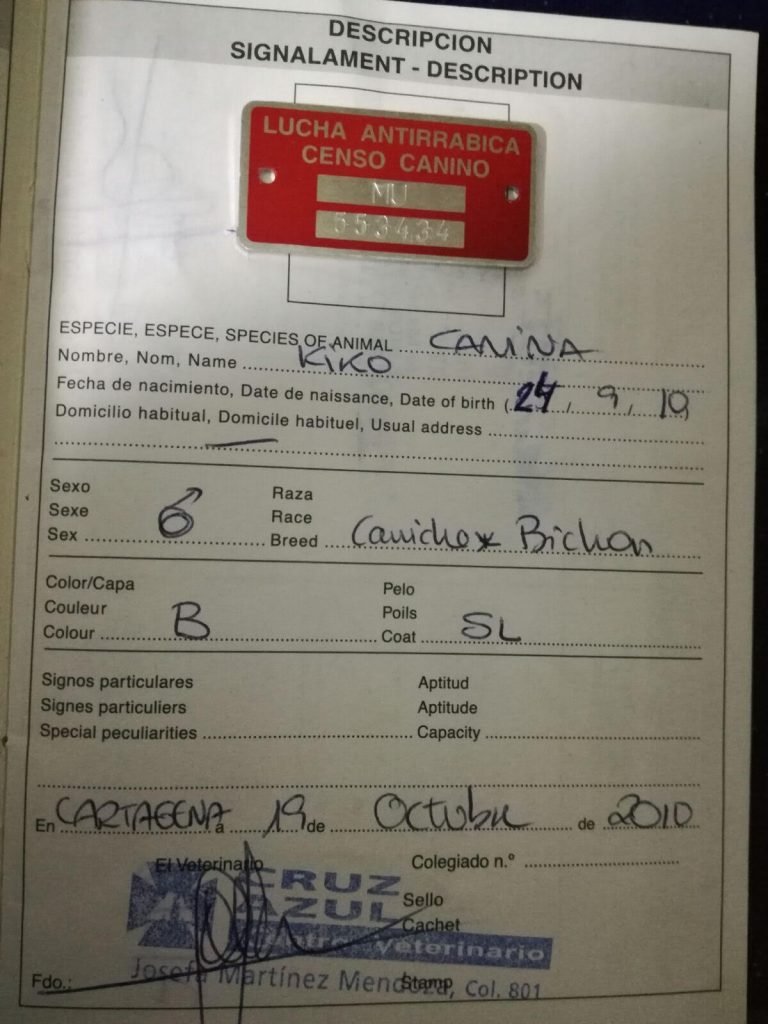 DESCRIPCION
SIGNALAMENT - DESCRIPTION
LUCHA ANTIRRABICA
CENSO CANINO
MU
553434
ESPECIE, ESPECE, SPECIES OF ANIMAL CANINA
Nombre, Nom, Name KiKO
Fecha de nacimiento, Date de naissance, Date of birth (24, 9, 10)
Domicilio habitual, Domicile habituel, Usual address
Sexo
Sexe
Sex ♂
Raza
Race
Breed Caniche x Bichon
Color/Capa
Couleur
Colour B
Pelo
Poils
Coat SL
Signos particulares
Signes particuliers
Special peculiarities
Aptitud
Aptitude
Capacity
En CARTAGENA a 19 de Octubre de 2010
El Veterinario
Colegiado n.º
CRUZ
AZUL
Sello
Cachet
Stamp
centro veterinario
Josefa Martínez Mendoza, Col. 801
Fdo.: